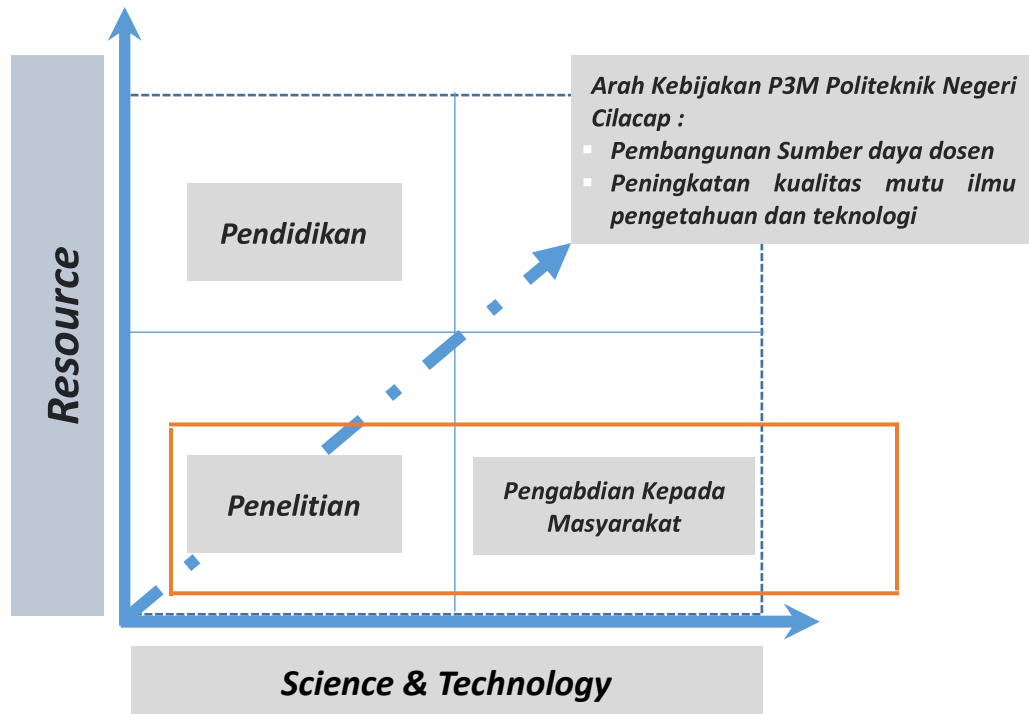 Arah Kebijakan P3M Politeknik Negeri
Cilacap :
Pembangunan Sumber daya dosen
Peningkatan kualitas mutu ilmu
pengetahuan dan teknologi
Pendidikan
Resource
Penelitian
Pengabdian Kepada
Masyarakat
Science & Technology